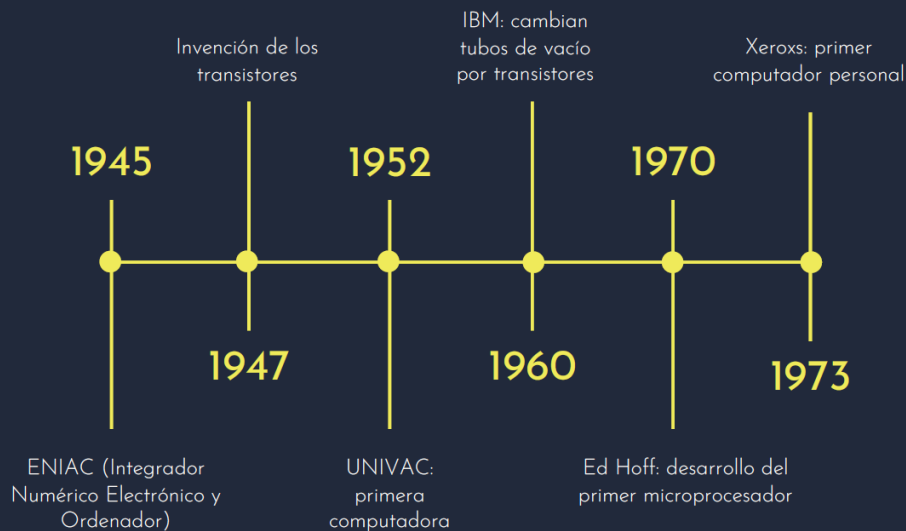 1945
ENIAC (Integrador
Numérico Electrónico y
Ordenador)
Invención de los
transistores
1947
1952
UNIVAC:
primera
computadora
IBM: cambian
tubos de vacío
por transistores
1960
1970
Ed Hoff: desarrollo del
primer microprocesador
Xeroxs: primer
computador personal
1973